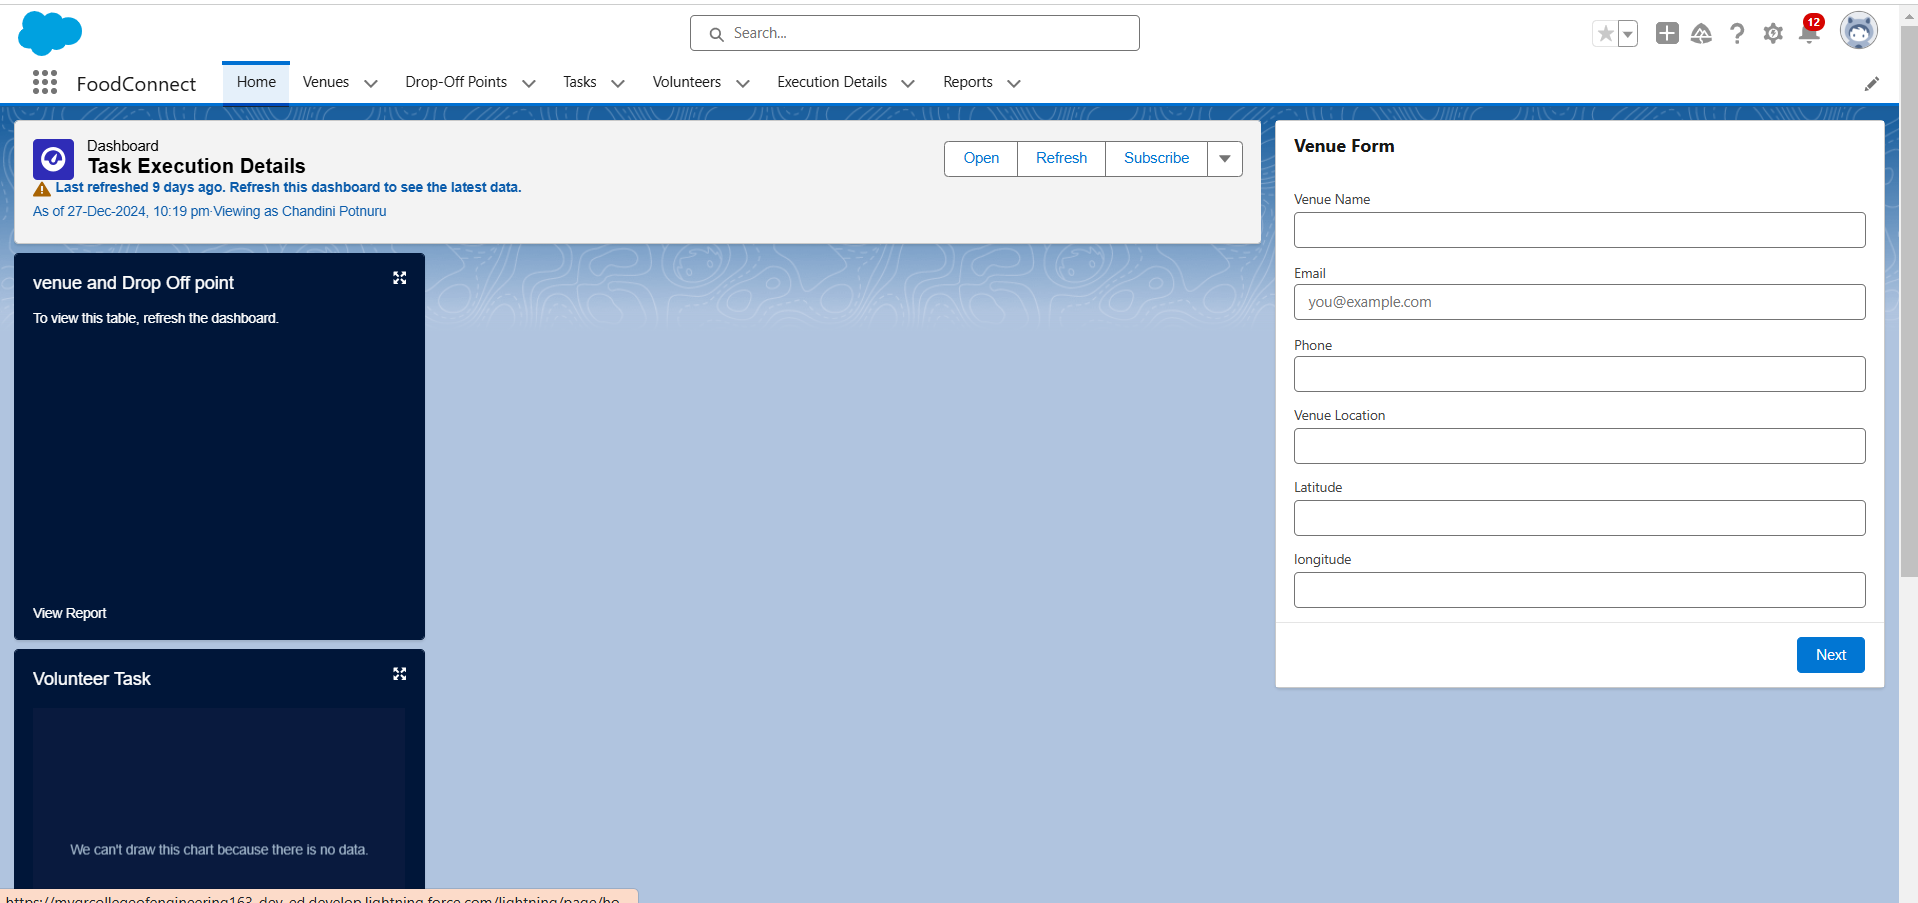 Search...
12
FoodConnect
Home
Venues
Drop-Off Points
Tasks
Volunteers
Execution Details
Reports
Dashboard
Task Execution Details
Last refreshed 9 days ago. Refresh this dashboard to see the latest data.
As of 27-Dec-2024, 10:19 pm·Viewing as Chandini Potnuru
Open
Refresh
Subscribe
venue and Drop Off point
To view this table, refresh the dashboard.
View Report
Volunteer Task
We can't draw this chart because there is no data.
Venue Form
Venue Name
Email
you@example.com
Phone
Venue Location
Latitude
longitude
Next